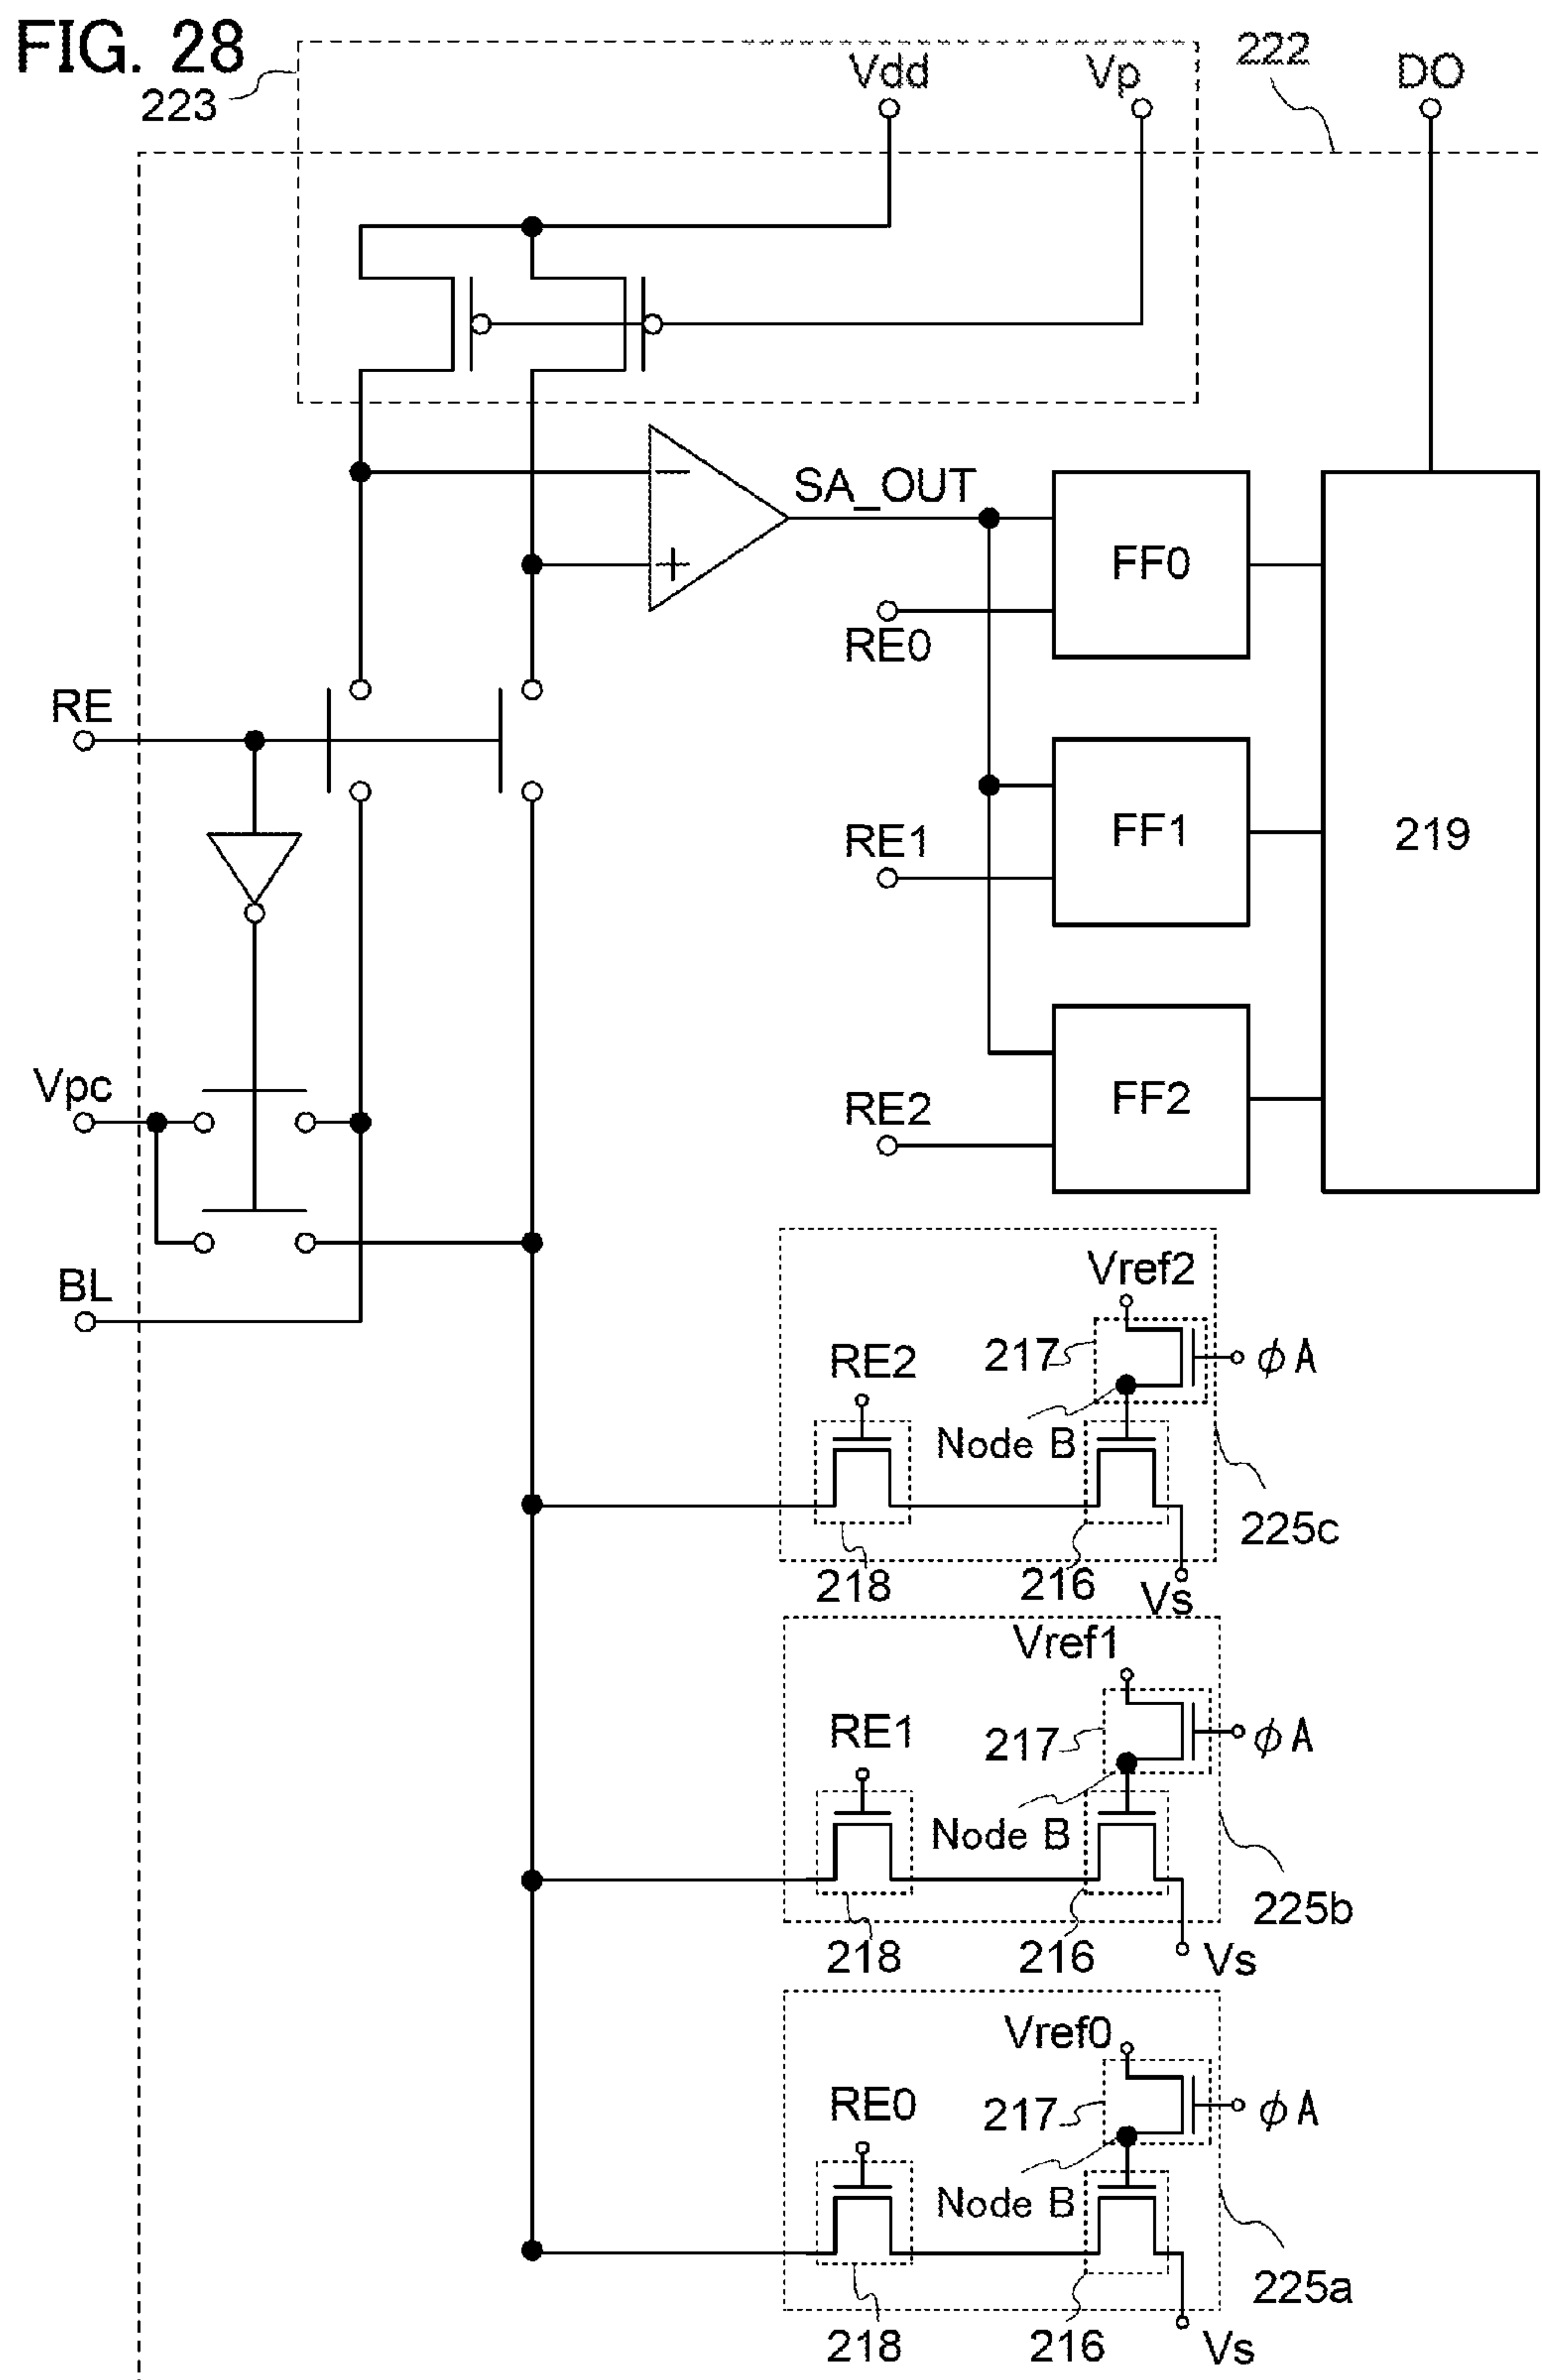 FIG. 28
223
Vdd
Vp
222
DO
−
+
SA_OUT
FF0
RE0
RE
FF1
RE1
219
Vpc
FF2
RE2
BL
Vref2
217
ϕA
RE2
Node B
225c
218
216
Vs
Vref1
217
ϕA
RE1
Node B
225b
218
216
Vs
Vref0
217
ϕA
RE0
Node B
225a
218
216
Vs